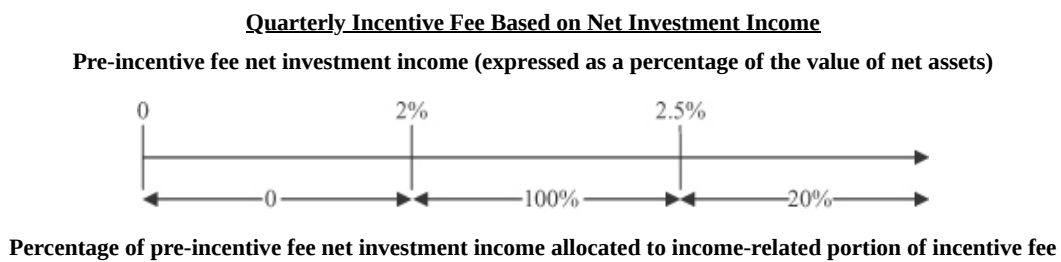 Quarterly Incentive Fee Based on Net Investment Income
Pre-incentive fee net investment income (expressed as a percentage of the value of net assets)
0 2% 2.5%
0 100% 20%
Percentage of pre-incentive fee net investment income allocated to income-related portion of incentive fee